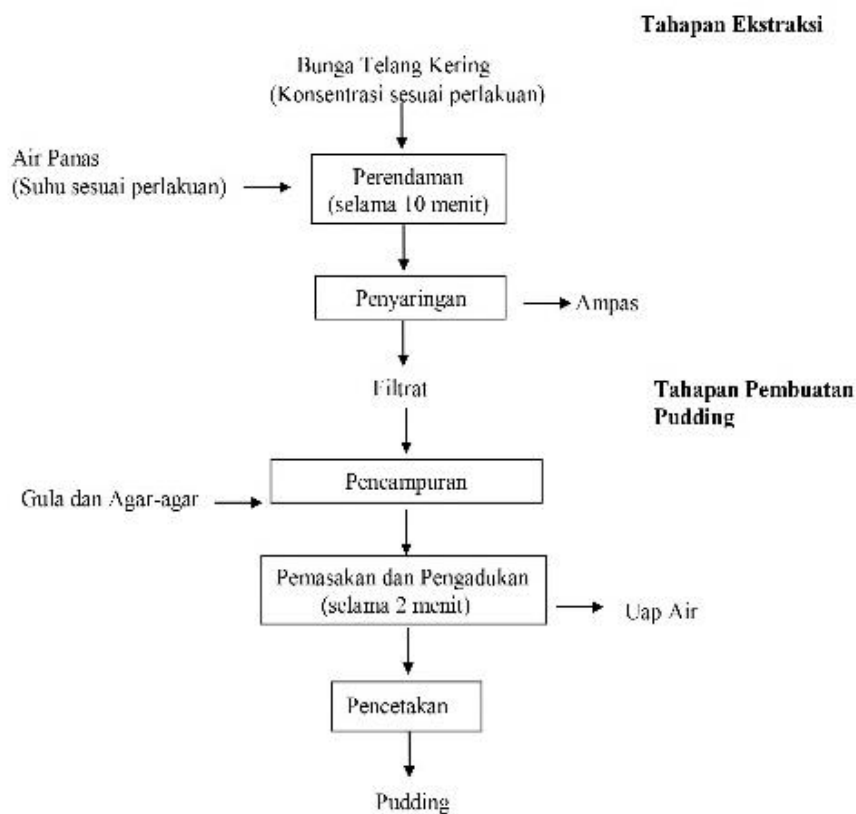 Tahapan Ekstraksi
Bunga Telang Kering
(Konsentrasi sesuai perlakuan)
Air Panas
(Suhu sesuai perlakuan)
Perendaman
(selama 10 menit)
Penyaringan
Ampas
Filtrat
Tahapan Pembuatan
Pudding
Pencampuran
Gula dan Agar-agar
Pemasakan dan Pengadukan
(selama 2 menit)
Uap Air
Pencetakan
Pudding